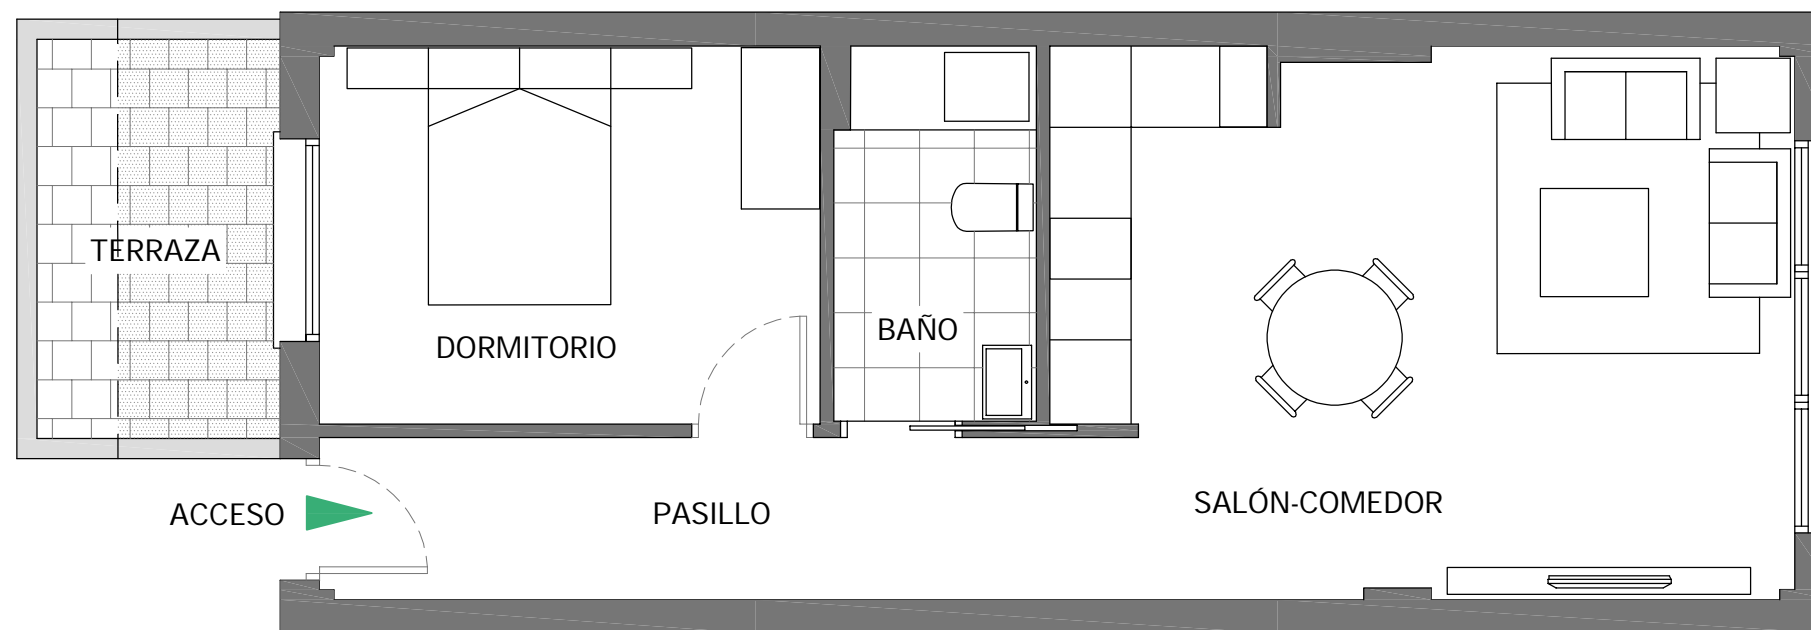 TERRAZA
DORMITORIO
BAÑO
ACCESO
PASILLO
SALÓN-COMEDOR